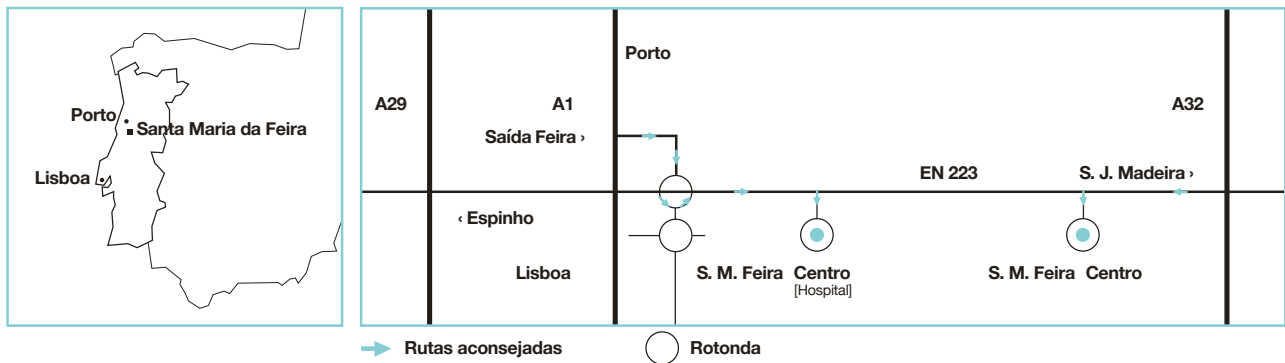 Porto
Santa Maria da Feira
Lisboa
Porto
A29
A1
A32
Saída Feira ›
EN 223
S. J. Madeira ›
‹ Espinho
Lisboa
S. M. Feira Centro
[Hospital]
S. M. Feira Centro
Rutas aconsejadas
Rotonda